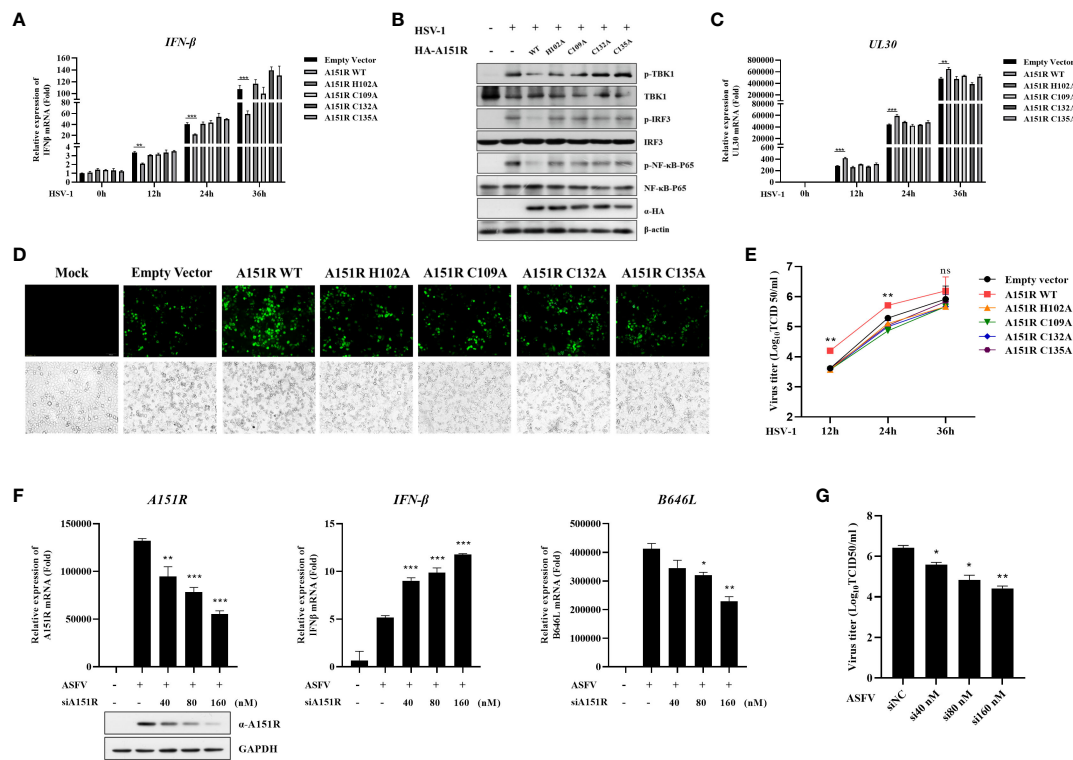 A
IFN-β
Relative expression of
IFNβ mRNA (Fold)
160
140
120
100
80
60
60
40
20
4
3
2
1
0
***
***
**
HSV-1
0h
12h
24h
36h
Empty Vector
A151R WT
A151R H102A
A151R C109A
A151R C132A
A151R C135A
B
HSV-1
- + + + + + +
HA-A151R
- - WT H102A C109A C132A C135A
p-TBK1
TBK1
p-IRF3
IRF3
p-NF-κB-P65
NF-κB-P65
α-HA
β-actin
C
UL30
Relative expression of
UL30 mRNA (Fold)
800000
600000
400000
200000
100000
80000
60000
40000
20000
600
400
200
0
**
***
***
HSV-1
0h
12h
24h
36h
Empty Vector
A151R WT
A151R H102A
A151R C109A
A151R C132A
A151R C135A
D
Mock
Empty Vector
A151R WT
A151R H102A
A151R C109A
A151R C132A
A151R C135A
E
Virus titer (Log10TCID 50/ml)
7
6
5
4
3
2
**
**
ns
HSV-1
12h
24h
36h
Empty vector
A151R WT
A151R H102A
A151R C109A
A151R C132A
A151R C135A
F
A151R
Relative expression of
A151R mRNA (Fold)
150000
100000
50000
0
**
***
***
ASFV
- + + + +
siA151R
- - 40 80 160 (nM)
α-A151R
GAPDH
IFN-β
Relative expression of
IFNβ mRNA (Fold)
15
10
5
0
***
***
***
- + + + +
- - 40 80 160 (nM)
B646L
Relative expression of
B646L mRNA (Fold)
500000
400000
300000
200000
100000
0
*
**
- + + + +
- - 40 80 160 (nM)
G
Virus titer (Log10TCID50/ml)
8
6
4
2
0
*
*
**
ASFV
siNC
si40 nM
si80 nM
si160 nM